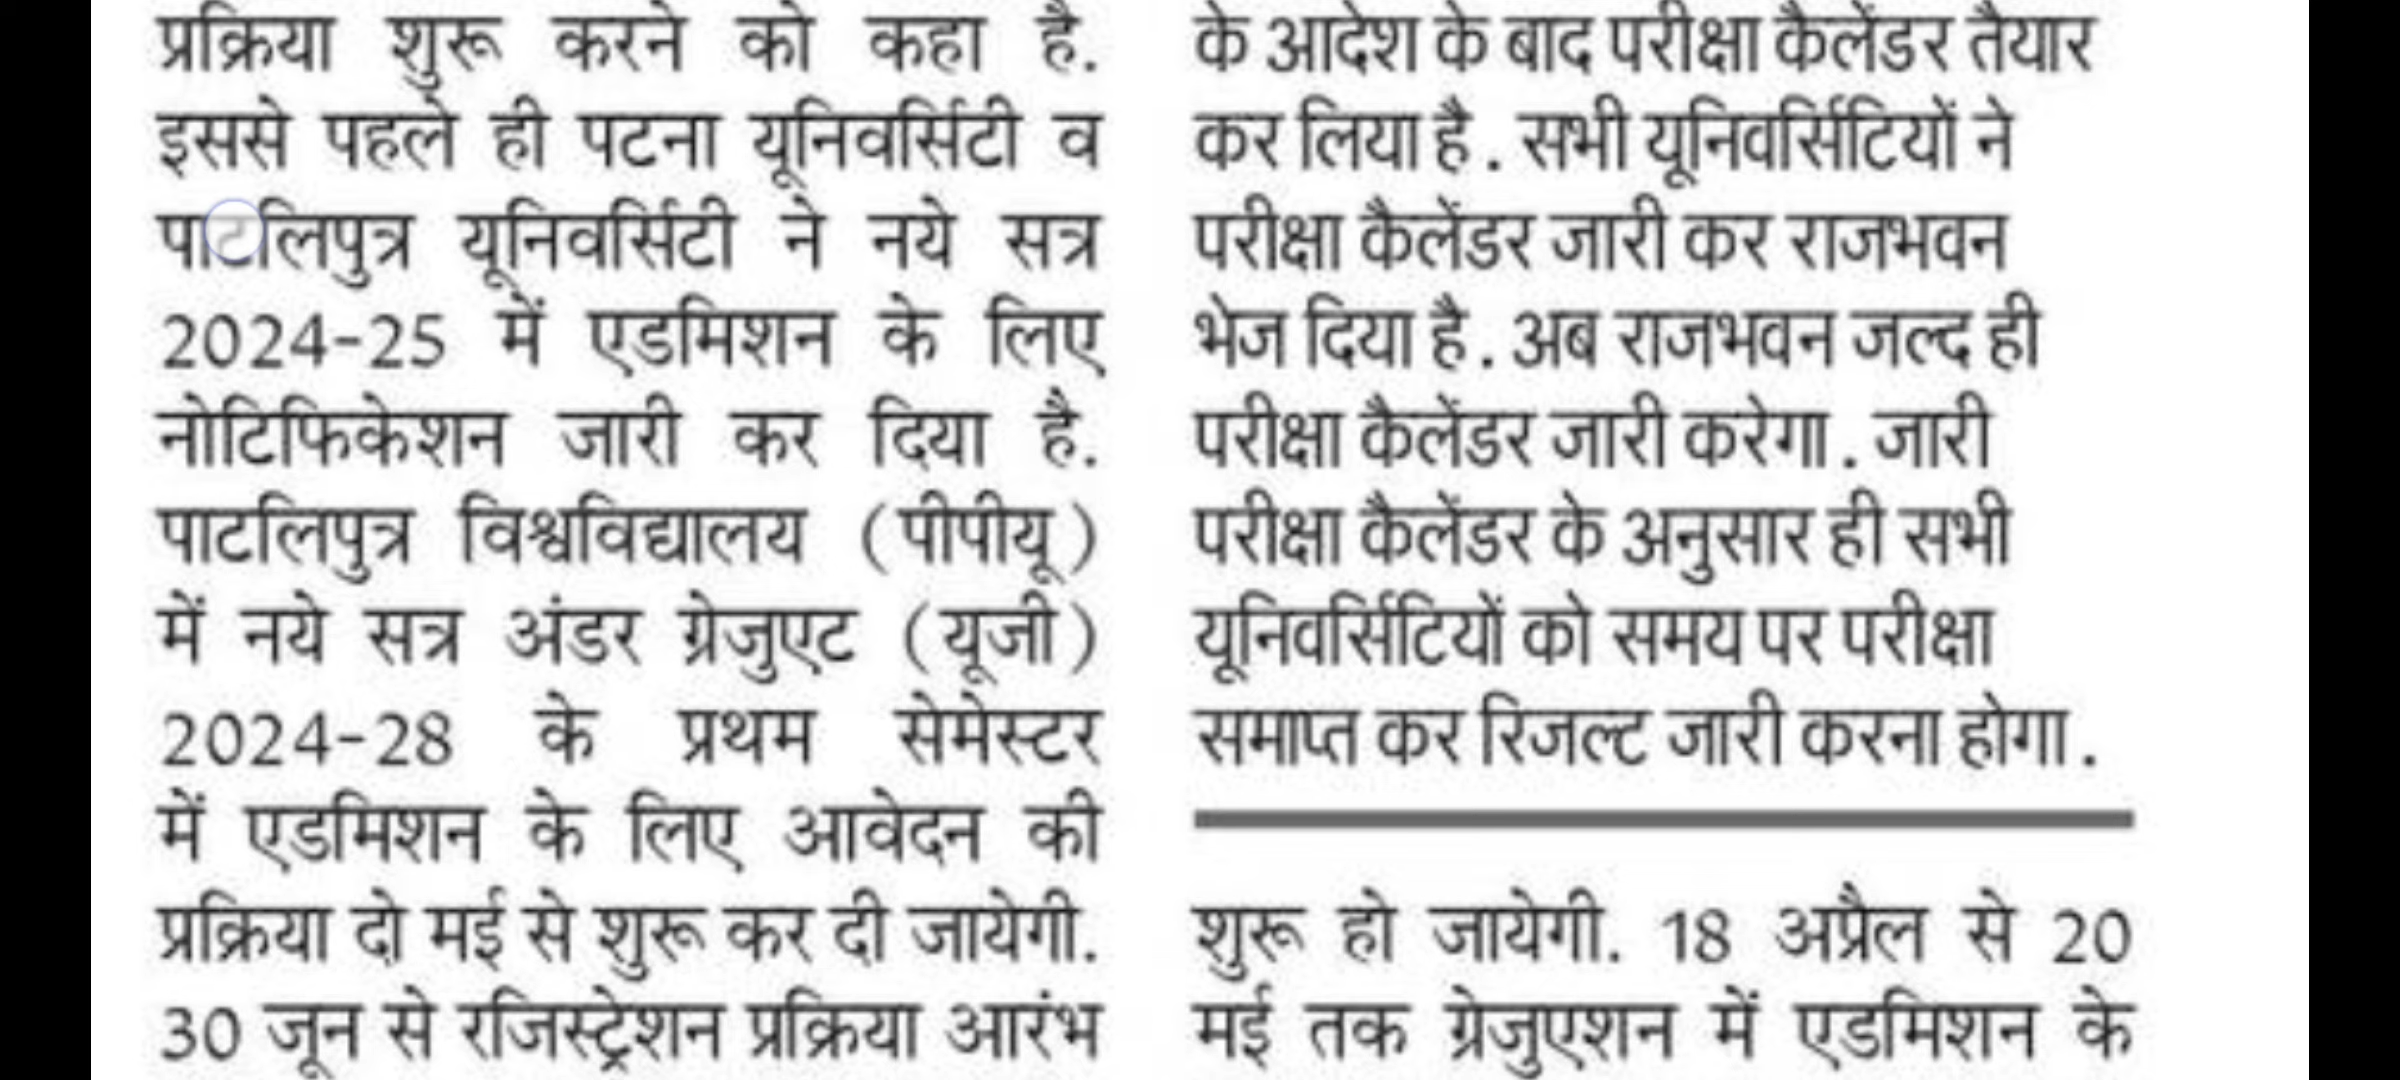 प्रक्रिया शुरू करने को कहा है.
इससे पहले ही पटना यूनिवर्सिटी व
पाटलिपुत्र यूनिवर्सिटी ने नये सत्र
2024-25 में एडमिशन के लिए
नोटिफिकेशन जारी कर दिया है.
पाटलिपुत्र विश्वविद्यालय (पीपीयू)
में नये सत्र अंडर ग्रेजुएट (यूजी)
2024-28 के प्रथम सेमेस्टर
में एडमिशन के लिए आवेदन की
प्रक्रिया दो मई से शुरू कर दी जायेगी.
30 जून से रजिस्ट्रेशन प्रक्रिया आरंभ
के आदेश के बाद परीक्षा कैलेंडर तैयार
कर लिया है. सभी यूनिवर्सिटियों ने
परीक्षा कैलेंडर जारी कर राजभवन
भेज दिया है. अब राजभवन जल्द ही
परीक्षा कैलेंडर जारी करेगा. जारी
परीक्षा कैलेंडर के अनुसार ही सभी
यूनिवर्सिटियों को समय पर परीक्षा
समाप्त कर रिजल्ट जारी करना होगा.
शुरू हो जायेगी. 18 अप्रैल से 20
मई तक ग्रेजुएशन में एडमिशन के